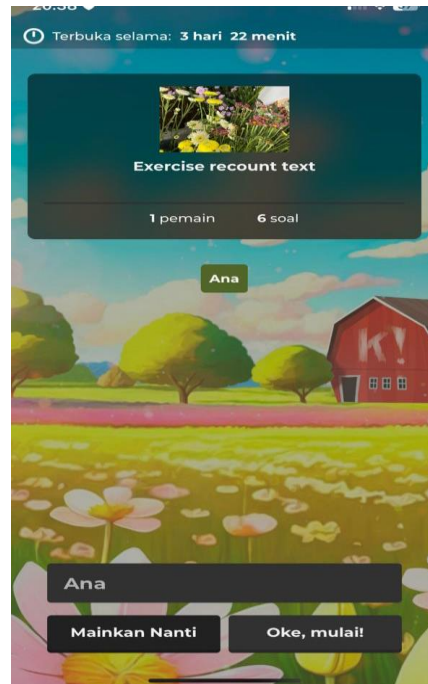 Terbuka selama: 3 hari 22 menit
Exercise recount text
1 pemain 6 soal
Ana
K!
Ana
Mainkan Nanti Oke, mulai!